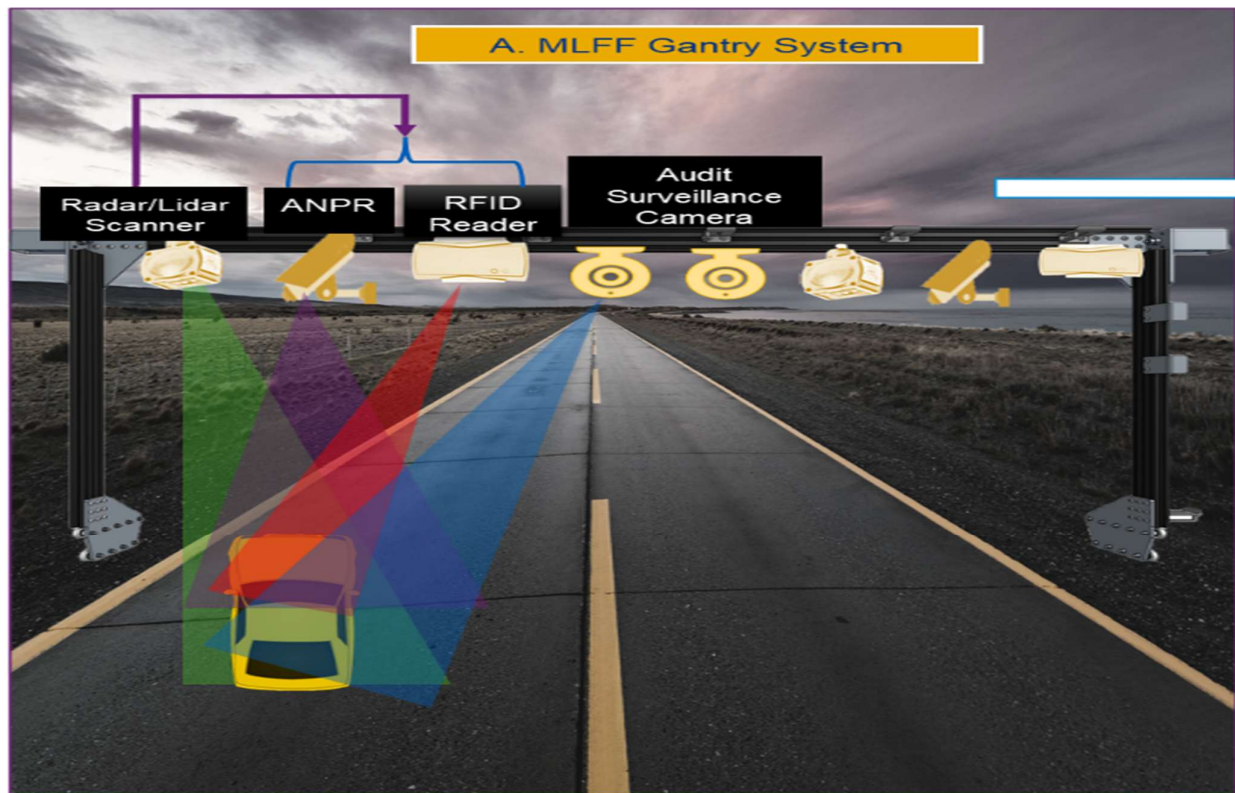 A. MLFF Gantry System
Radar/Lidar
Scanner
ANPR
RFID
Reader
Audit
Surveillance
Camera